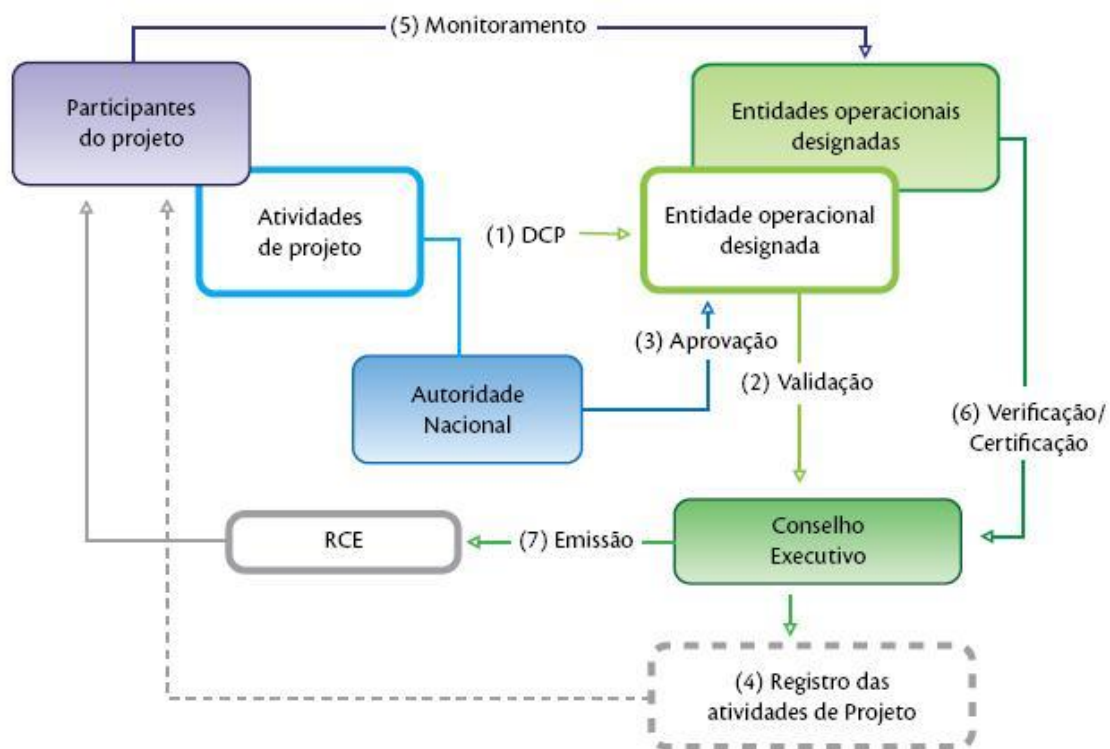 (5) Monitoramento
Participantes
do projeto
Entidades operacionais
designadas
Atividades
de projeto
(1) DCP
Entidade operacional
designada
(3) Aprovação
(2) Validação
Autoridade
Nacional
(6) Verificação/
Certificação
RCE
(7) Emissão
Conselho
Executivo
(4) Registro das
atividades de Projeto